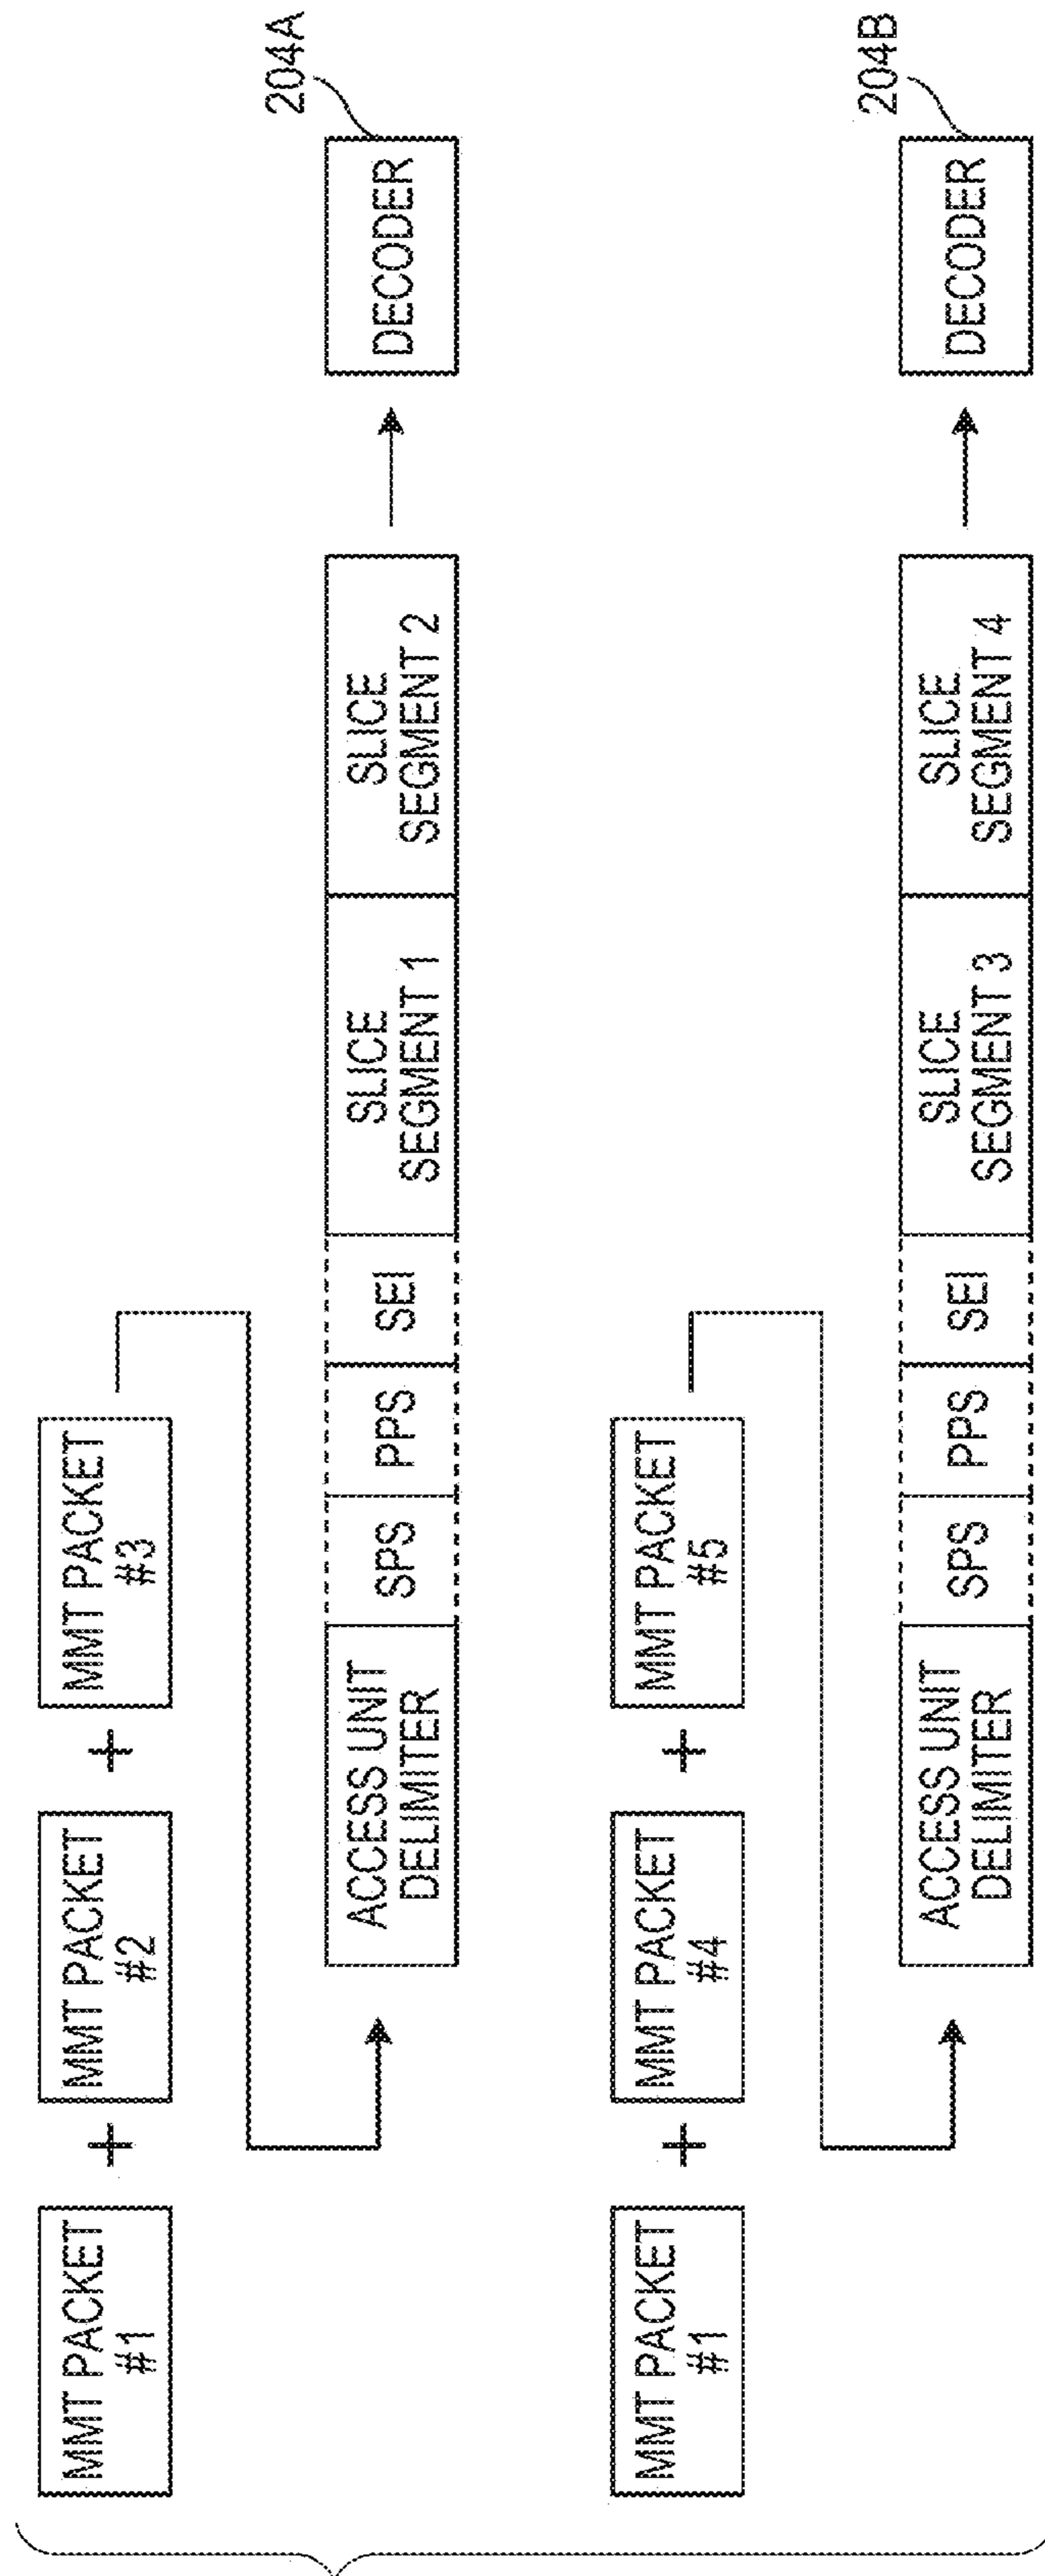 MMT PACKET
#1
+
MMT PACKET
#2
+
MMT PACKET
#3
ACCESS UNIT
DELIMITER
SPS
PPS
SEI
SLICE
SEGMENT 1
SLICE
SEGMENT 2
DECODER
204A
MMT PACKET
#1
+
MMT PACKET
#4
+
MMT PACKET
#5
ACCESS UNIT
DELIMITER
SPS
PPS
SEI
SLICE
SEGMENT 3
SLICE
SEGMENT 4
DECODER
204B